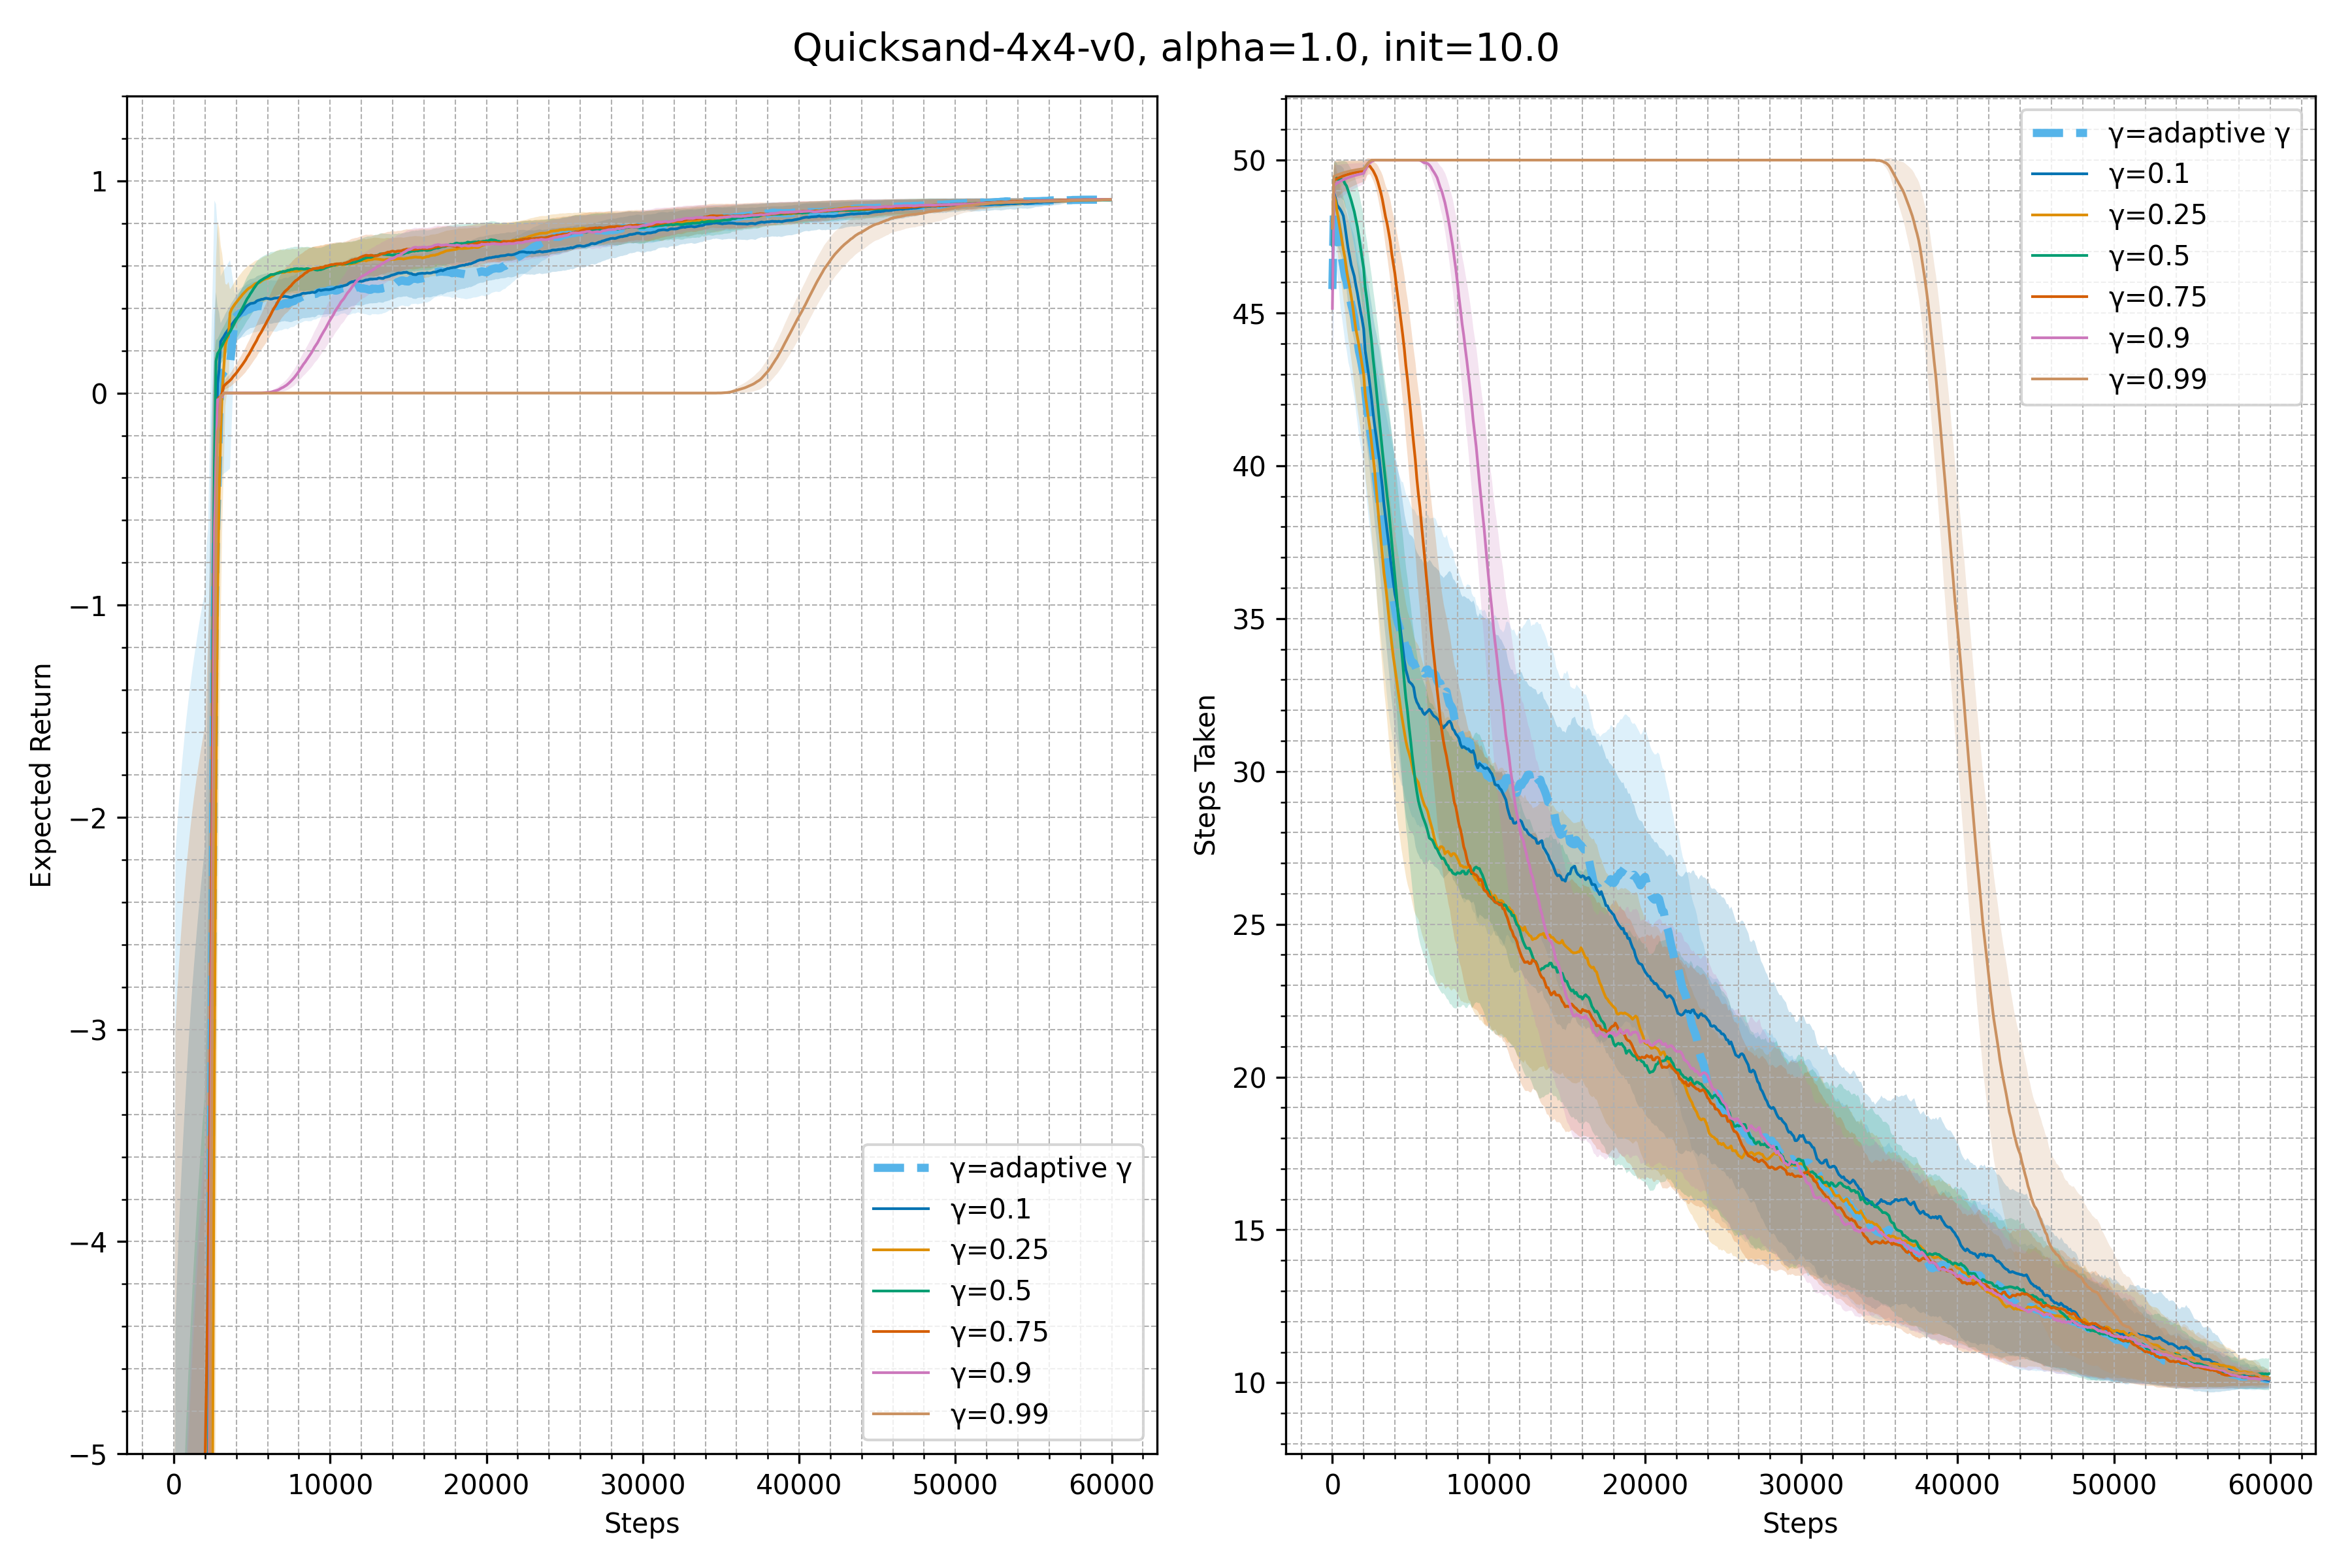 Quicksand-4x4-v0, alpha=1.0, init=10.0
Expected Return
1
0
−1
−2
−3
−4
−5
0 10000 20000 30000 40000 50000 60000
Steps
γ=adaptive γ
γ=0.1
γ=0.25
γ=0.5
γ=0.75
γ=0.9
γ=0.99
Steps Taken
50
45
40
35
30
25
20
15
10
0 10000 20000 30000 40000 50000 60000
Steps
γ=adaptive γ
γ=0.1
γ=0.25
γ=0.5
γ=0.75
γ=0.9
γ=0.99